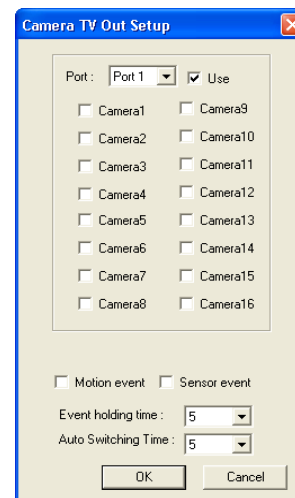 Camera TV Out Setup
Port : Port 1 Use
Camera1 Camera9
Camera2 Camera10
Camera3 Camera11
Camera4 Camera12
Camera5 Camera13
Camera6 Camera14
Camera7 Camera15
Camera8 Camera16
Motion event Sensor event
Event holding time : 5
Auto Switching Time : 5
OK Cancel